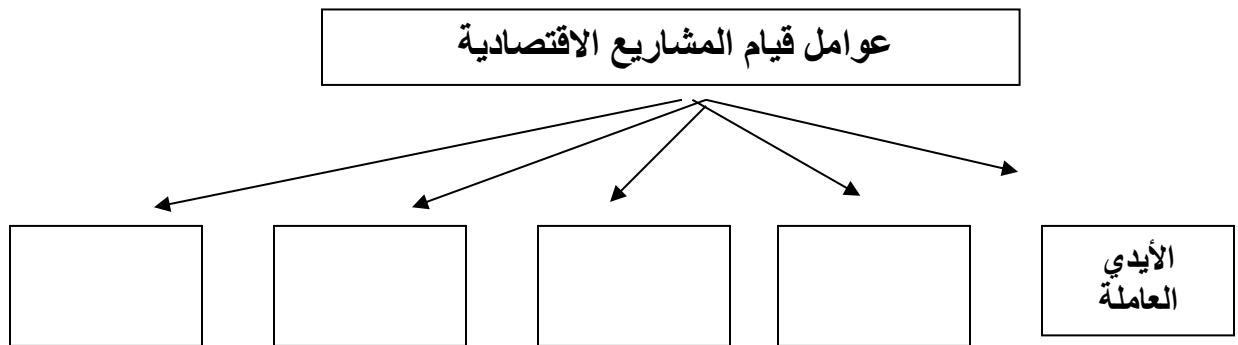 عوامل قيام المشاريع الاقتصادية
الأيدي
العاملة